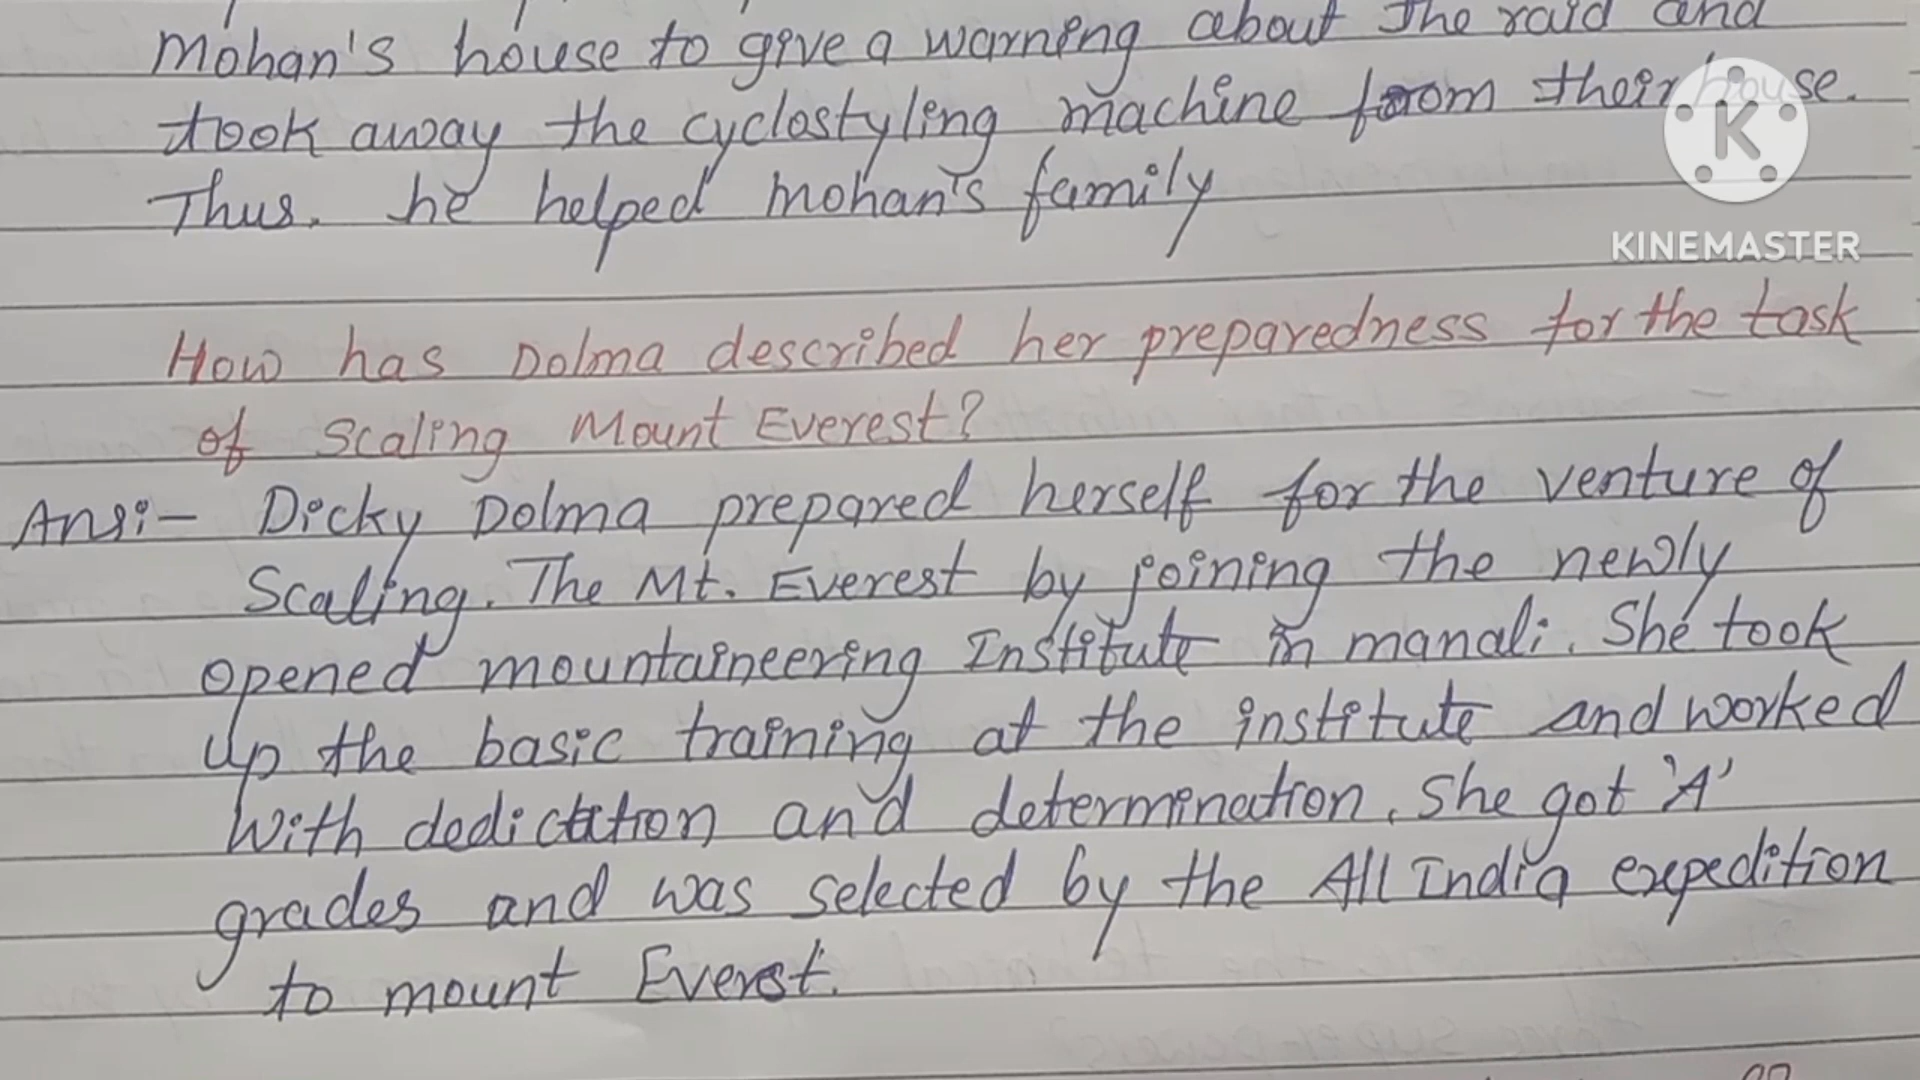 Mohan's house to give a warning about The raid and
took away the cyclostyling machine from their house.
Thus. he helped Mohan's family
K
KINEMASTER
How has Dolma described her preparedness for the task
of Scaling Mount Everest?
Ans:- Dicky Dolma prepared herself for the venture of
Scaling. The Mt. Everest by joining the newly
opened mountaineering Institute in manali. She took
up the basic training at the institute and worked
With dedication and determination. She got 'A'
grades and was selected by the All India expedition
to mount Everest.